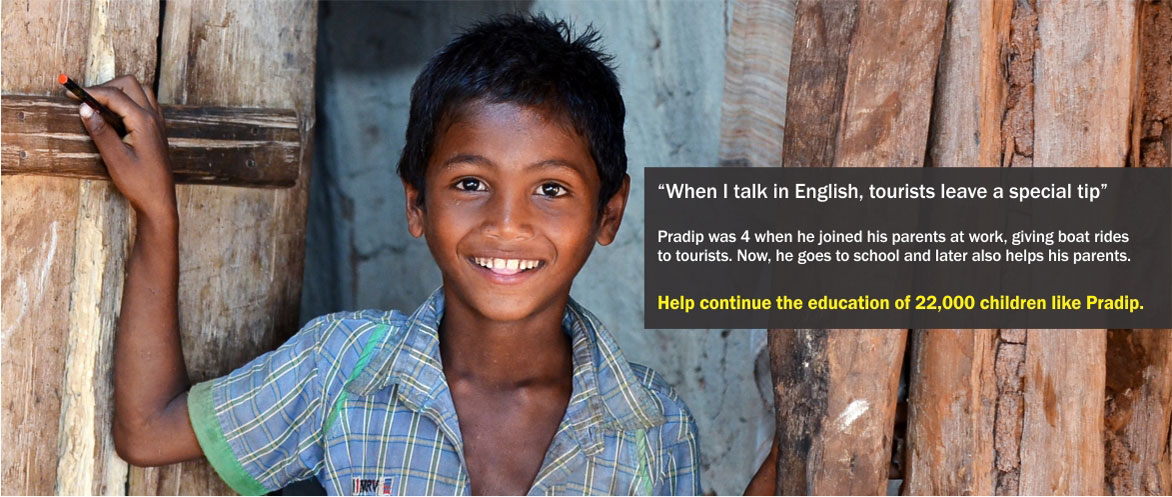 “When I talk in English, tourists leave a special tip”
Pradip was 4 when he joined his parents at work, giving boat rides
to tourists. Now, he goes to school and later also helps his parents.
Help continue the education of 22,000 children like Pradip.